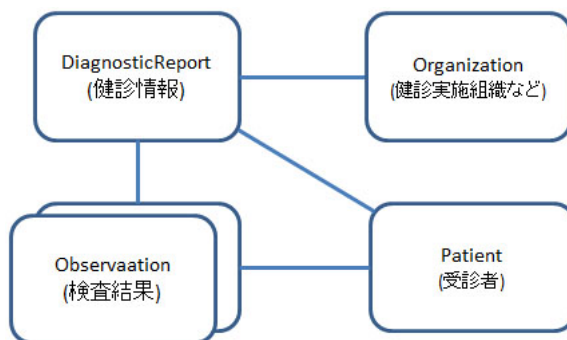 DiagnosticReport
(健診情報)
Organization
(健診実施組織など)
Observaation
(検査結果)
Patient
(受診者)